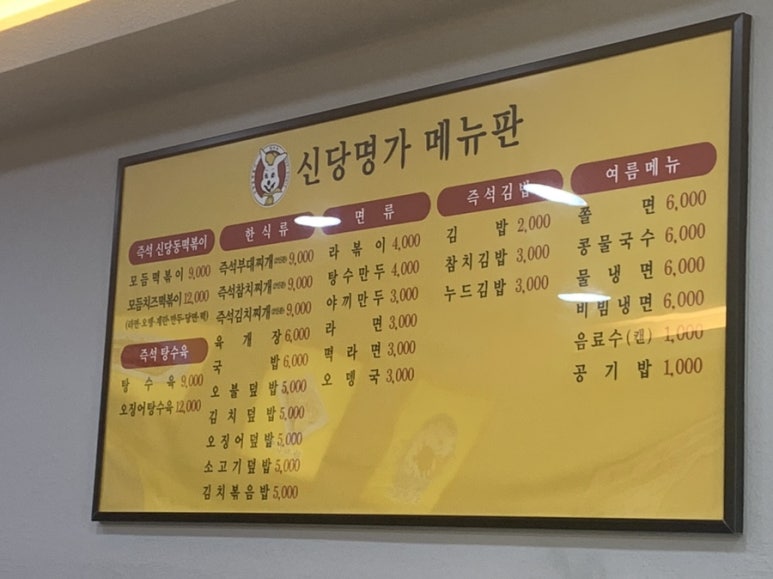 신당명가 메뉴판
즉석 신당동떡볶이
모듬떡볶이 9,000
모듬치즈떡볶이 12,000
즉석 탕수육
탕수육 9,000
오징어탕수육 12,000
한식류
즉석부대찌개 9,000
즉석참치찌개 9,000
즉석김치찌개 9,000
육개장 6,000
국밥 6,000
오불덮밥 5,000
김치덮밥 5,000
오징어덮밥 5,000
소고기덮밥 5,000
김치볶음밥 5,000
면류
라볶이 4,000
탕수만두 4,000
야끼만두 3,000
라면 3,000
떡라면 3,000
오뎅국 3,000
즉석김밥
김밥 2,000
참치김밥 3,000
누드김밥 3,000
여름메뉴
쫄면 6,000
콩물국수 6,000
물냉면 6,000
비빔냉면 6,000
음료수(캔) 1,000
공기밥 1,000